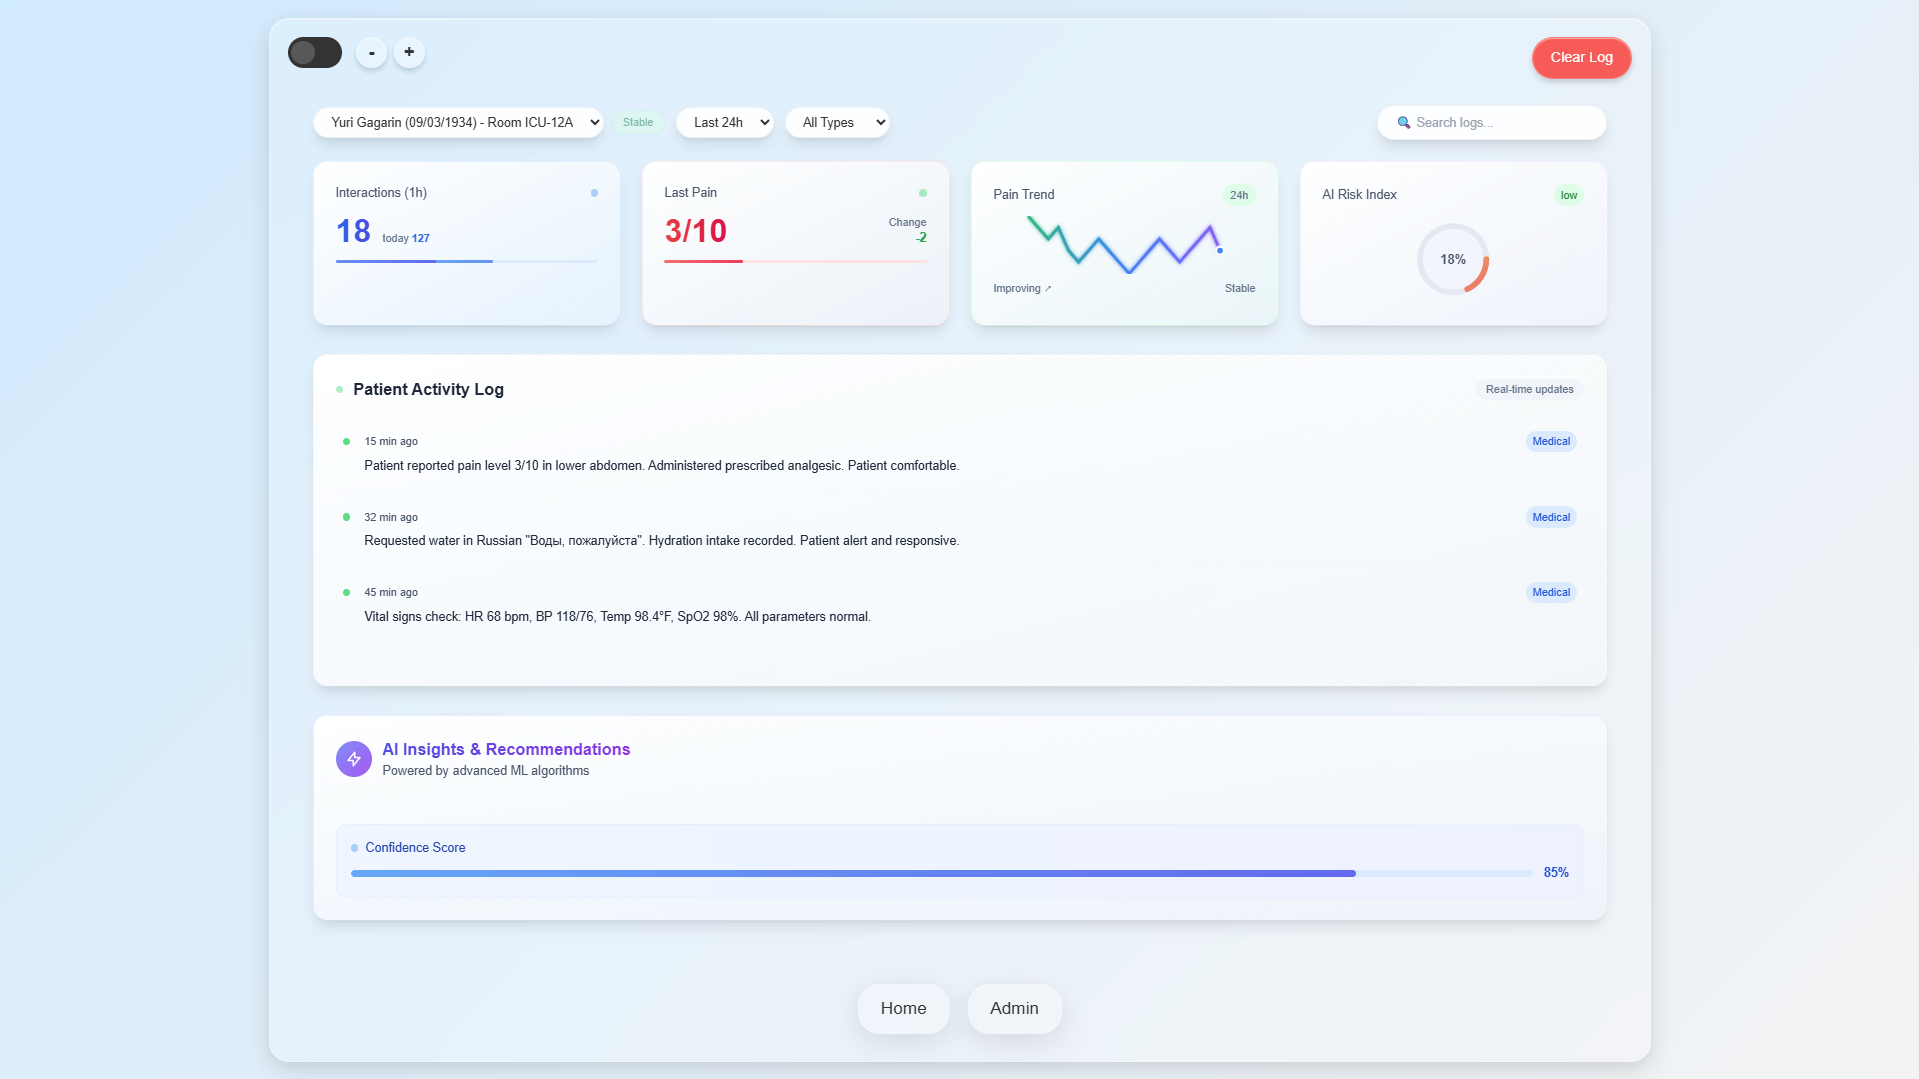 - +
Clear Log
Yuri Gagarin (09/03/1934) - Room ICU-12A
Stable
Last 24h
All Types
Search logs...
Interactions (1h)
18 today 127
Last Pain
3/10
Change
-2
Pain Trend
24h
Improving ↗
Stable
AI Risk Index
low
18%
Patient Activity Log
Real-time updates
15 min ago
Medical
Patient reported pain level 3/10 in lower abdomen. Administered prescribed analgesic. Patient comfortable.
32 min ago
Medical
Requested water in Russian "Воды, пожалуйста". Hydration intake recorded. Patient alert and responsive.
45 min ago
Medical
Vital signs check: HR 68 bpm, BP 118/76, Temp 98.4°F, SpO2 98%. All parameters normal.
AI Insights & Recommendations
Powered by advanced ML algorithms
Confidence Score
85%
Home
Admin